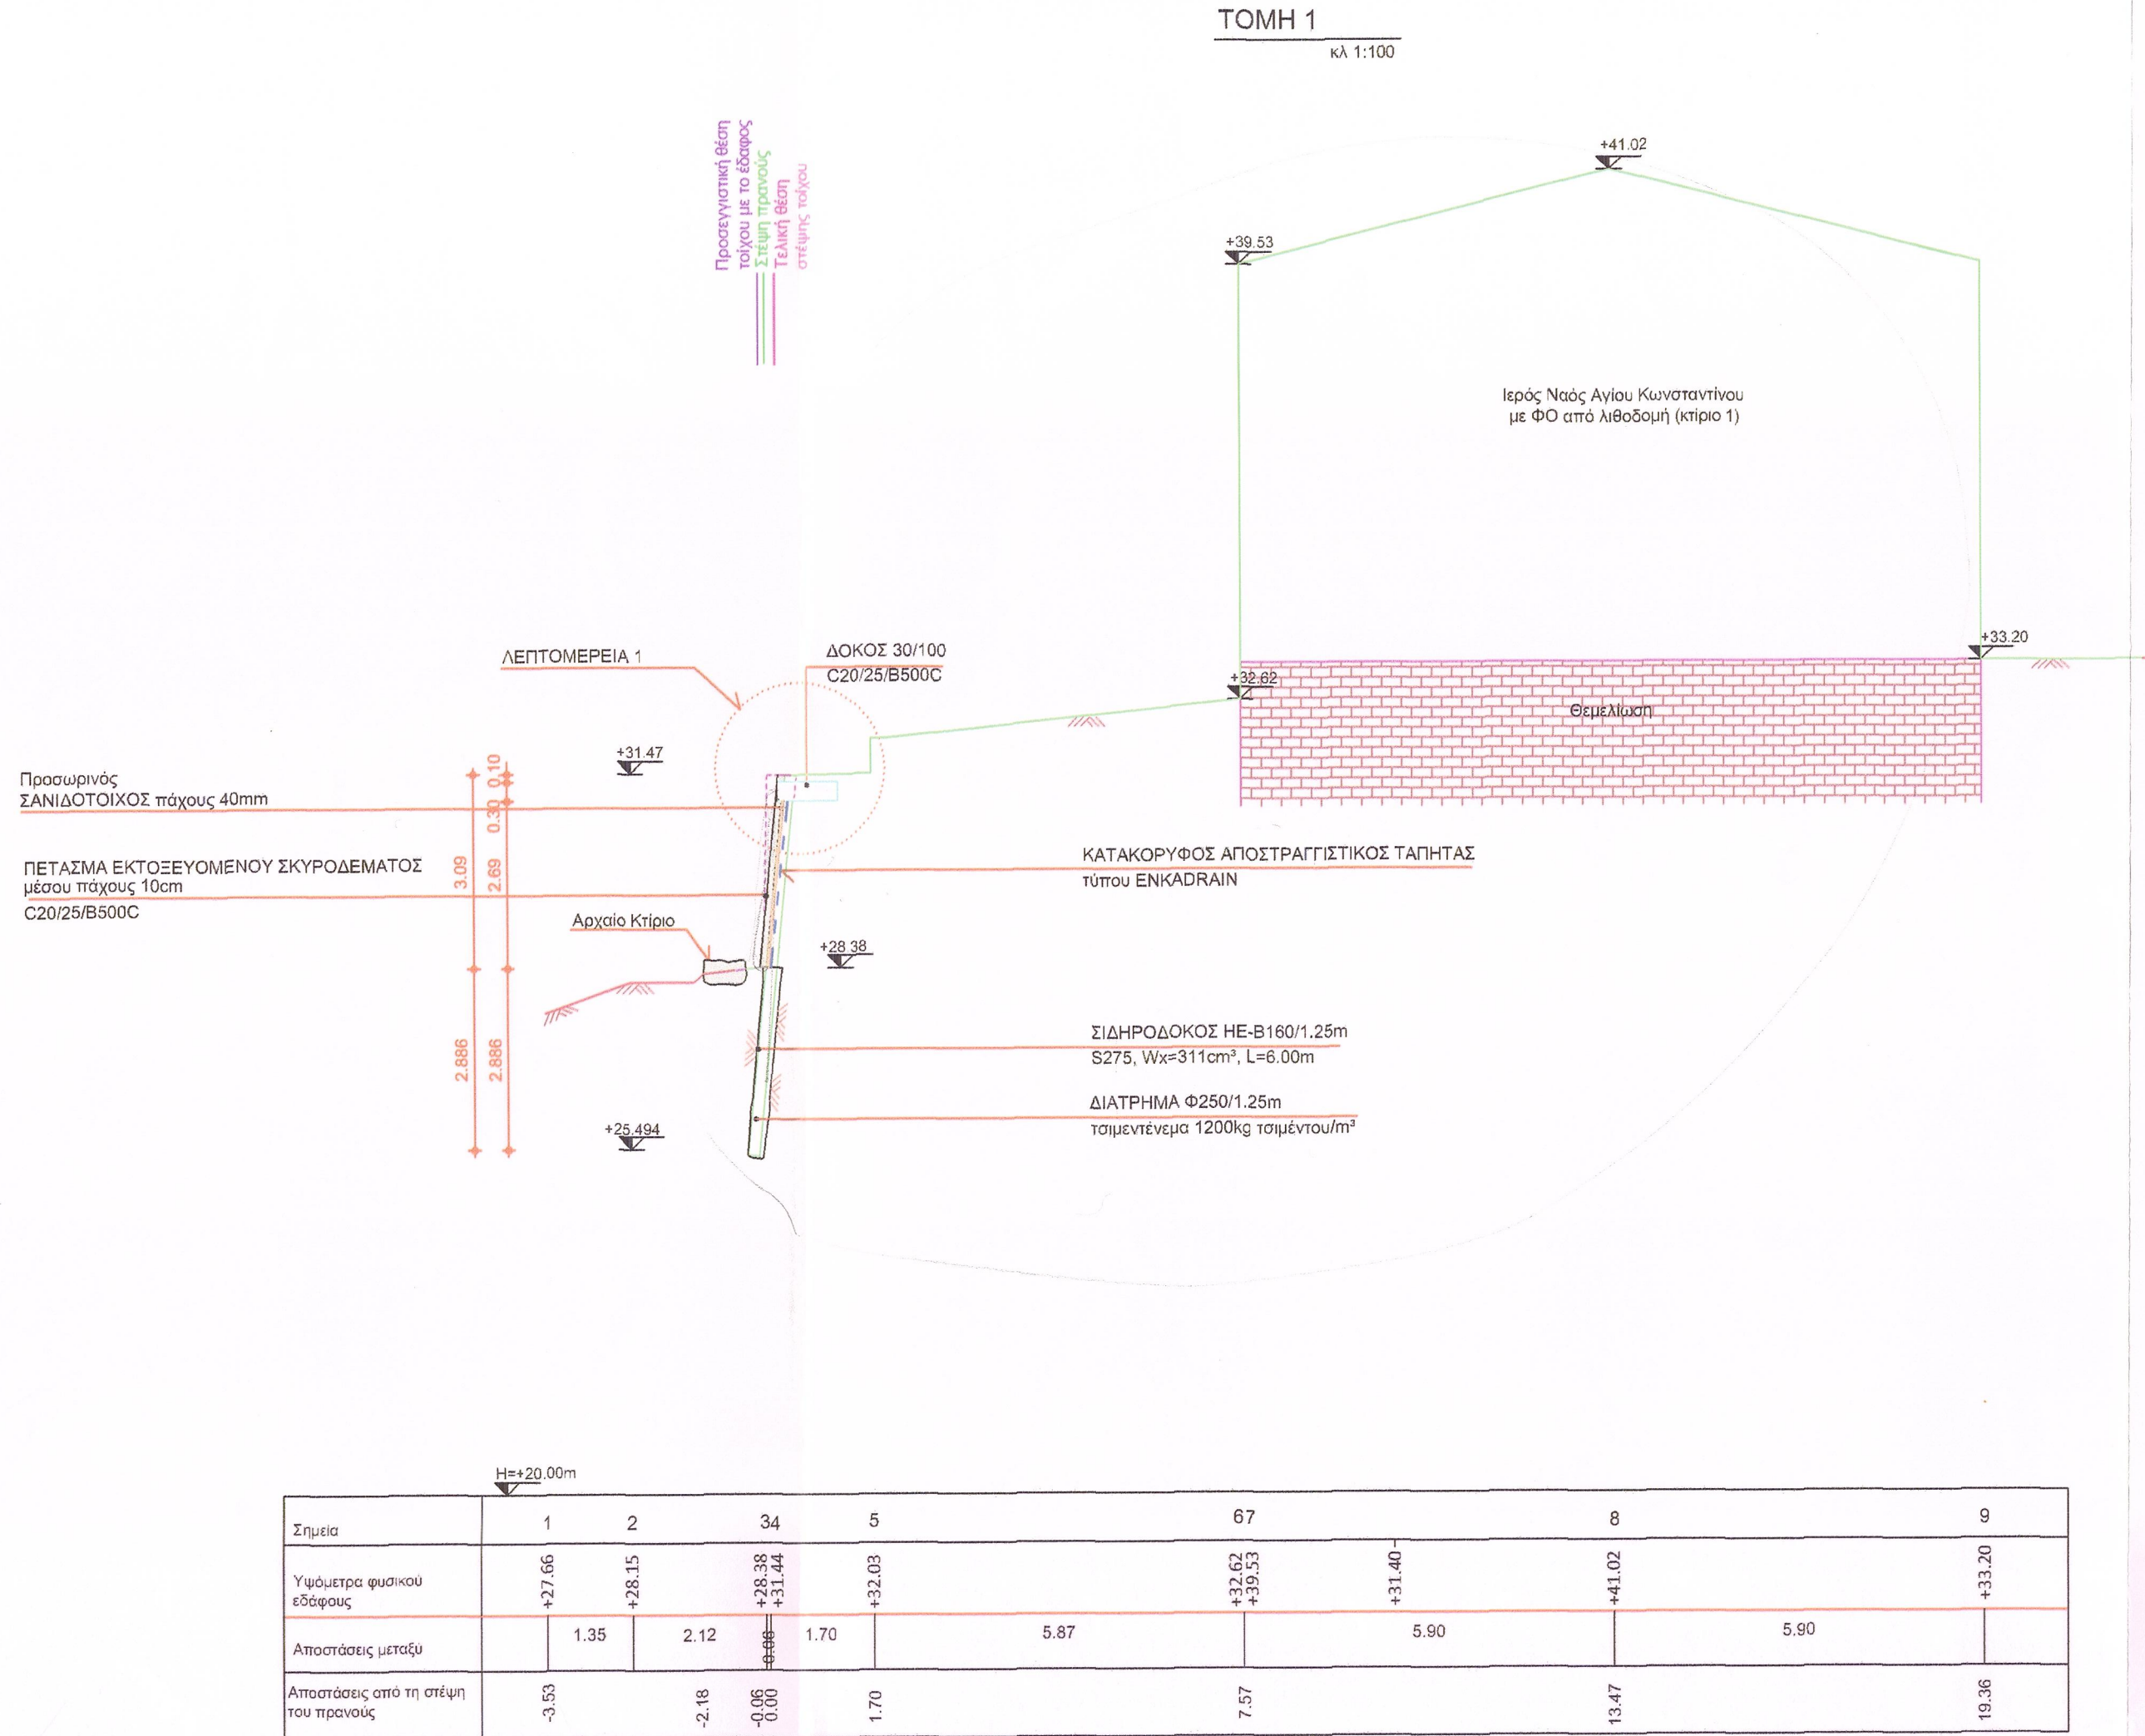 ΤΟΜΗ 1
κλ 1:100
Προσεγγιστική θέση
τοίχου με το έδαφος
Στέψη πρανούς
Τελική θέση
στέψης τοίχου
+41.02
+39.53
Ιερός Ναός Αγίου Κωνσταντίνου
με ΦΟ από λιθοδομή (κτίριο 1)
+33.20
ΛΕΠΤΟΜΕΡΕΙΑ 1
ΔΟΚΟΣ 30/100
C20/25/B500C
+32.62
Θεμελίωση
+31.47
0.10
0.30
Προσωρινός
ΣΑΝΙΔΟΤΟΙΧΟΣ πάχους 40mm
3.09
2.69
ΠΕΤΑΣΜΑ ΕΚΤΟΞΕΥΟΜΕΝΟΥ ΣΚΥΡΟΔΕΜΑΤΟΣ
μέσου πάχους 10cm
C20/25/B500C
ΚΑΤΑΚΟΡΥΦΟΣ ΑΠΟΣΤΡΑΓΓΙΣΤΙΚΟΣ ΤΑΠΗΤΑΣ
τύπου ENKADRAIN
Αρχαίο Κτίριο
+28.38
2.886
2.886
ΣΙΔΗΡΟΔΟΚΟΣ HE-B160/1.25m
S275, Wx=311cm³, L=6.00m
ΔΙΑΤΡΗΜΑ Φ250/1.25m
τσιμεντένεμα 1200kg τσιμέντου/m³
+25.494
H=+20.00m
Σημεία 1 2 34 5 67 8 9
Υψόμετρα φυσικού
εδάφους
+27.66 +28.15 +28.38 +31.44 +32.03 +32.62 +39.53 +31.40 +41.02 +33.20
Αποστάσεις μεταξύ 1.35 2.12 0.06 1.70 5.87 5.90 5.90
Αποστάσεις από τη στέψη
του πρανούς
-3.53 -2.18 -0.06 0.00 1.70 7.57 13.47 19.36